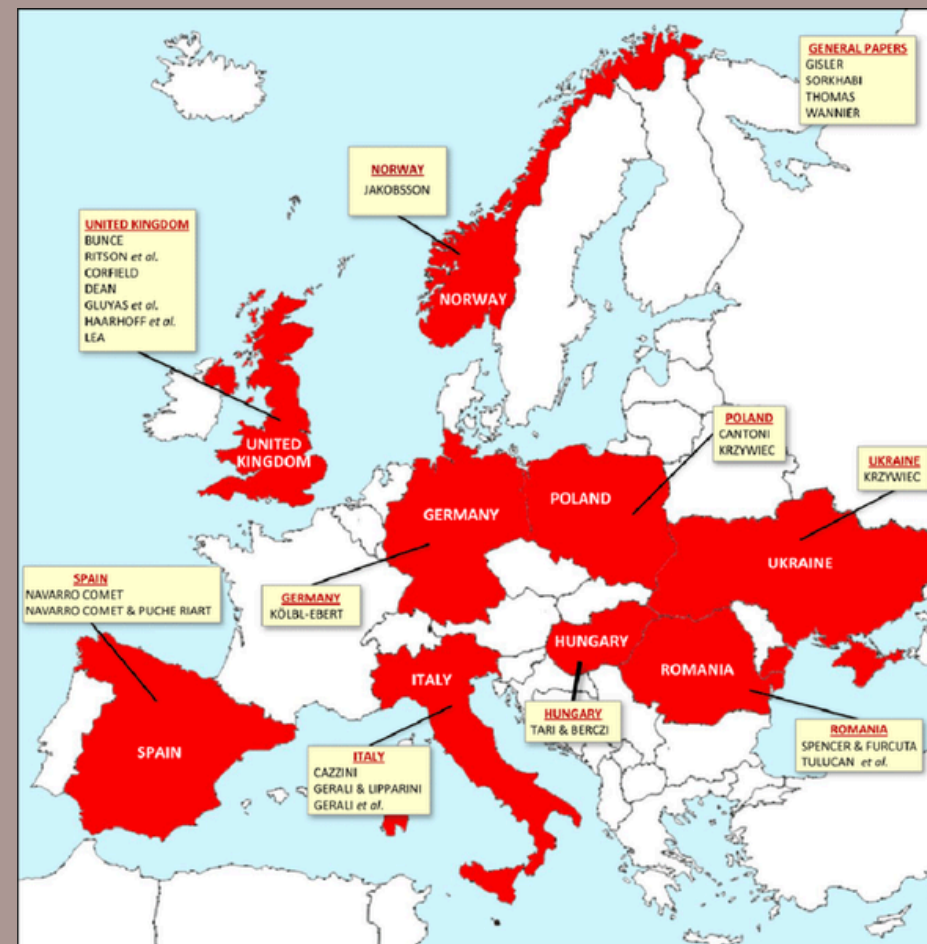 GENERAL PAPERS
GISLER
SORKHABI
THOMAS
WANNIER
NORWAY
JAKOBSSON
UNITED KINGDOM
BUNCE
RITSON et al.
CORFIELD
DEAN
GLUYAS et al.
HAARHOFF et al.
LEA
NORWAY
UNITED
KINGDOM
POLAND
CANTONI
KRZYWIEC
UKRAINE
KRZYWIEC
GERMANY
POLAND
UKRAINE
SPAIN
NAVARRO COMET
NAVARRO COMET & PUCHE RIART
GERMANY
KÖLBL-EBERT
HUNGARY
ROMANIA
ITALY
HUNGARY
TARI & BERCZI
ROMANIA
SPENCER & FURCUTA
TULUCAN et al.
SPAIN
ITALY
CAZZINI
GERALI & LIPPARINI
GERALI et al.